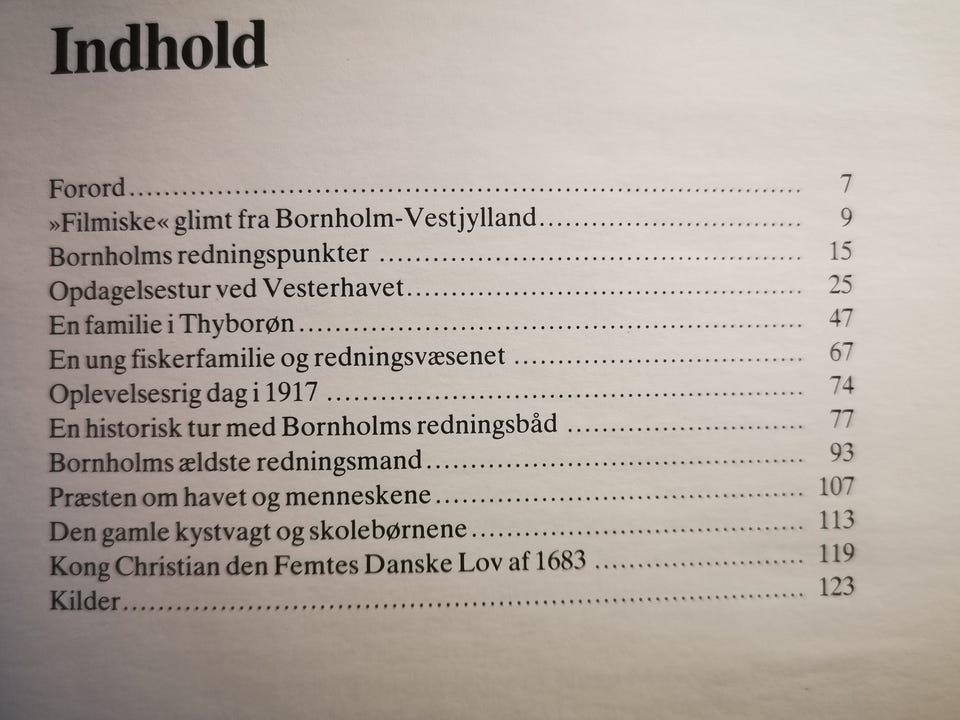 Indhold
Forord 7
»Filmiske« glimt fra Bornholm-Vestjylland 9
Bornholms redningspunkter 15
Opdagelsestur ved Vesterhavet 25
En familie i Thyborøn 47
En ung fiskerfamilie og redningsvæsenet 67
Oplevelsesrig dag i 1917 74
En historisk tur med Bornholms redningsbåd 77
Bornholms ældste redningsmand 93
Præsten om havet og menneskene 107
Den gamle kystvagt og skolebørnene 113
Kong Christian den Femtes Danske Lov af 1683 119
Kilder 123